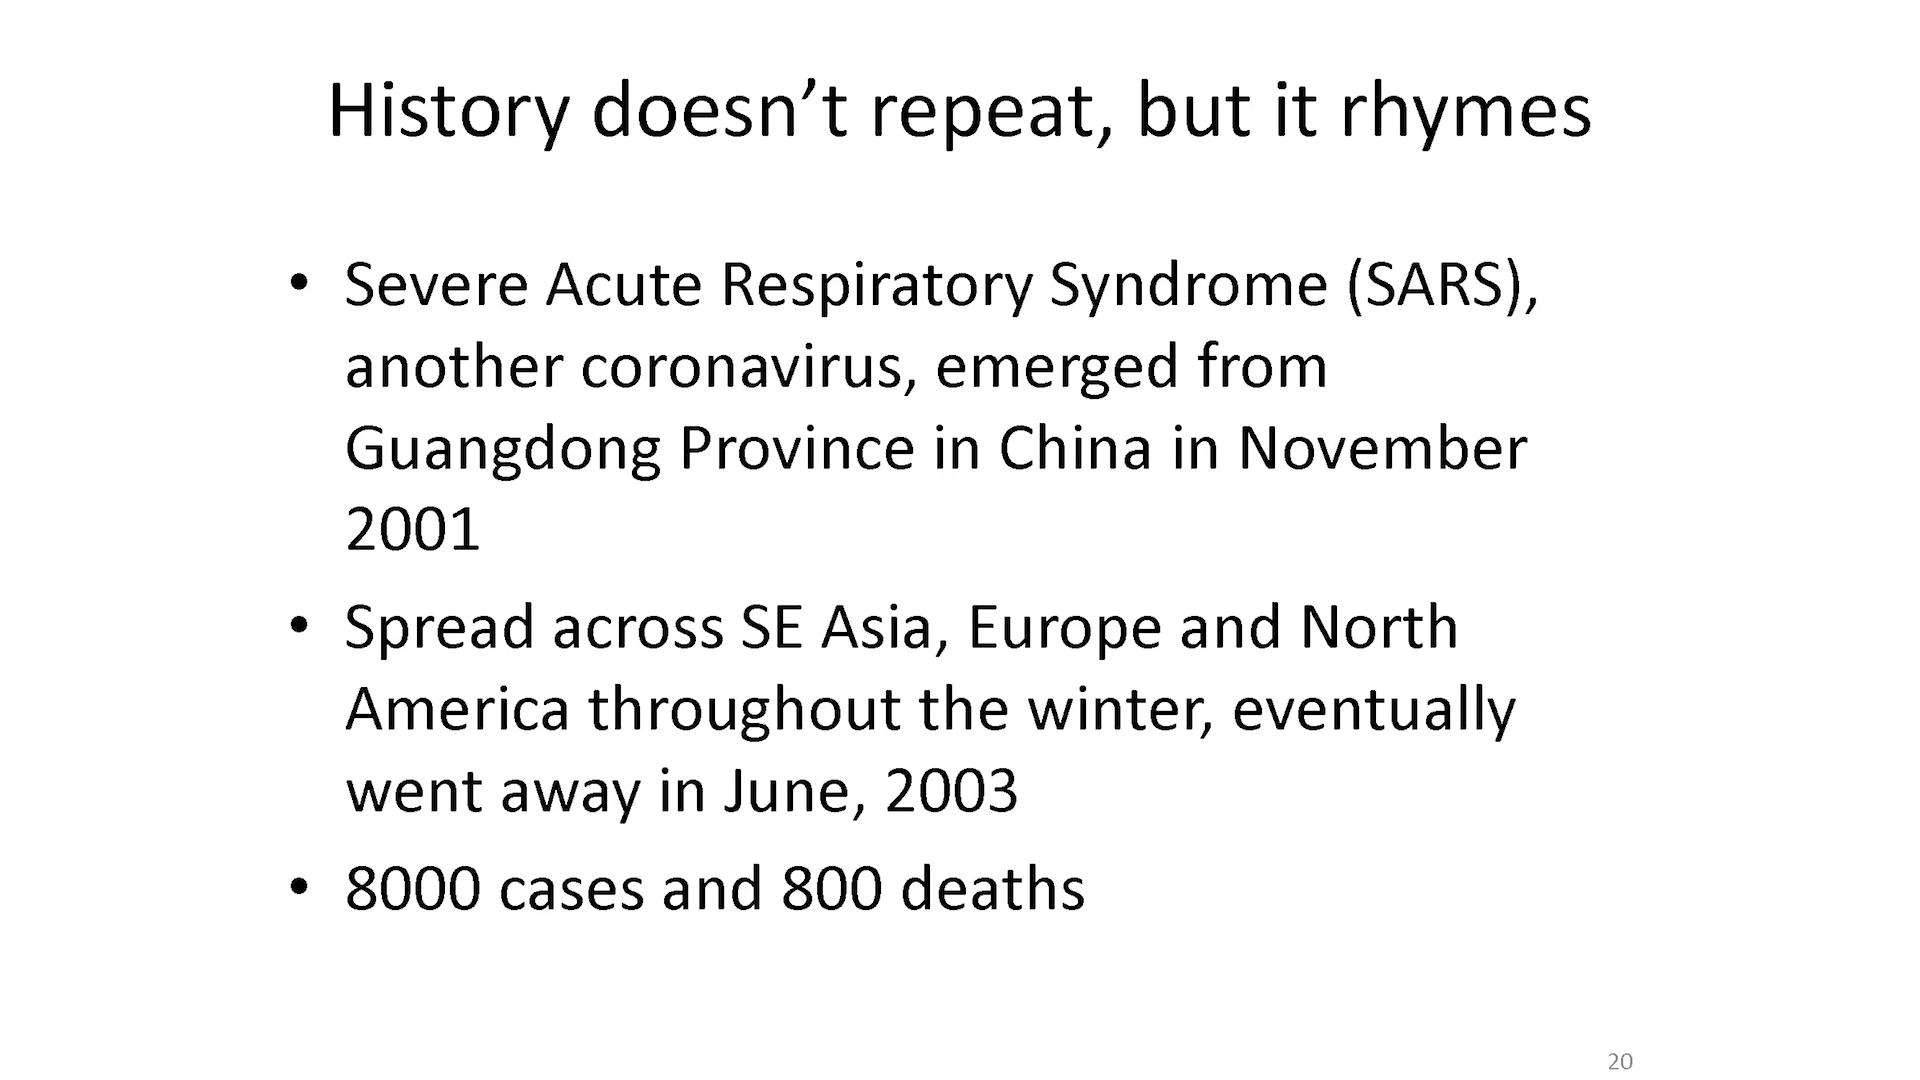 History doesn’t repeat, but it rhymes
• Severe Acute Respiratory Syndrome (SARS),
another coronavirus, emerged from
Guangdong Province in China in November
2001
• Spread across SE Asia, Europe and North
America throughout the winter, eventually
went away in June, 2003
• 8000 cases and 800 deaths
20